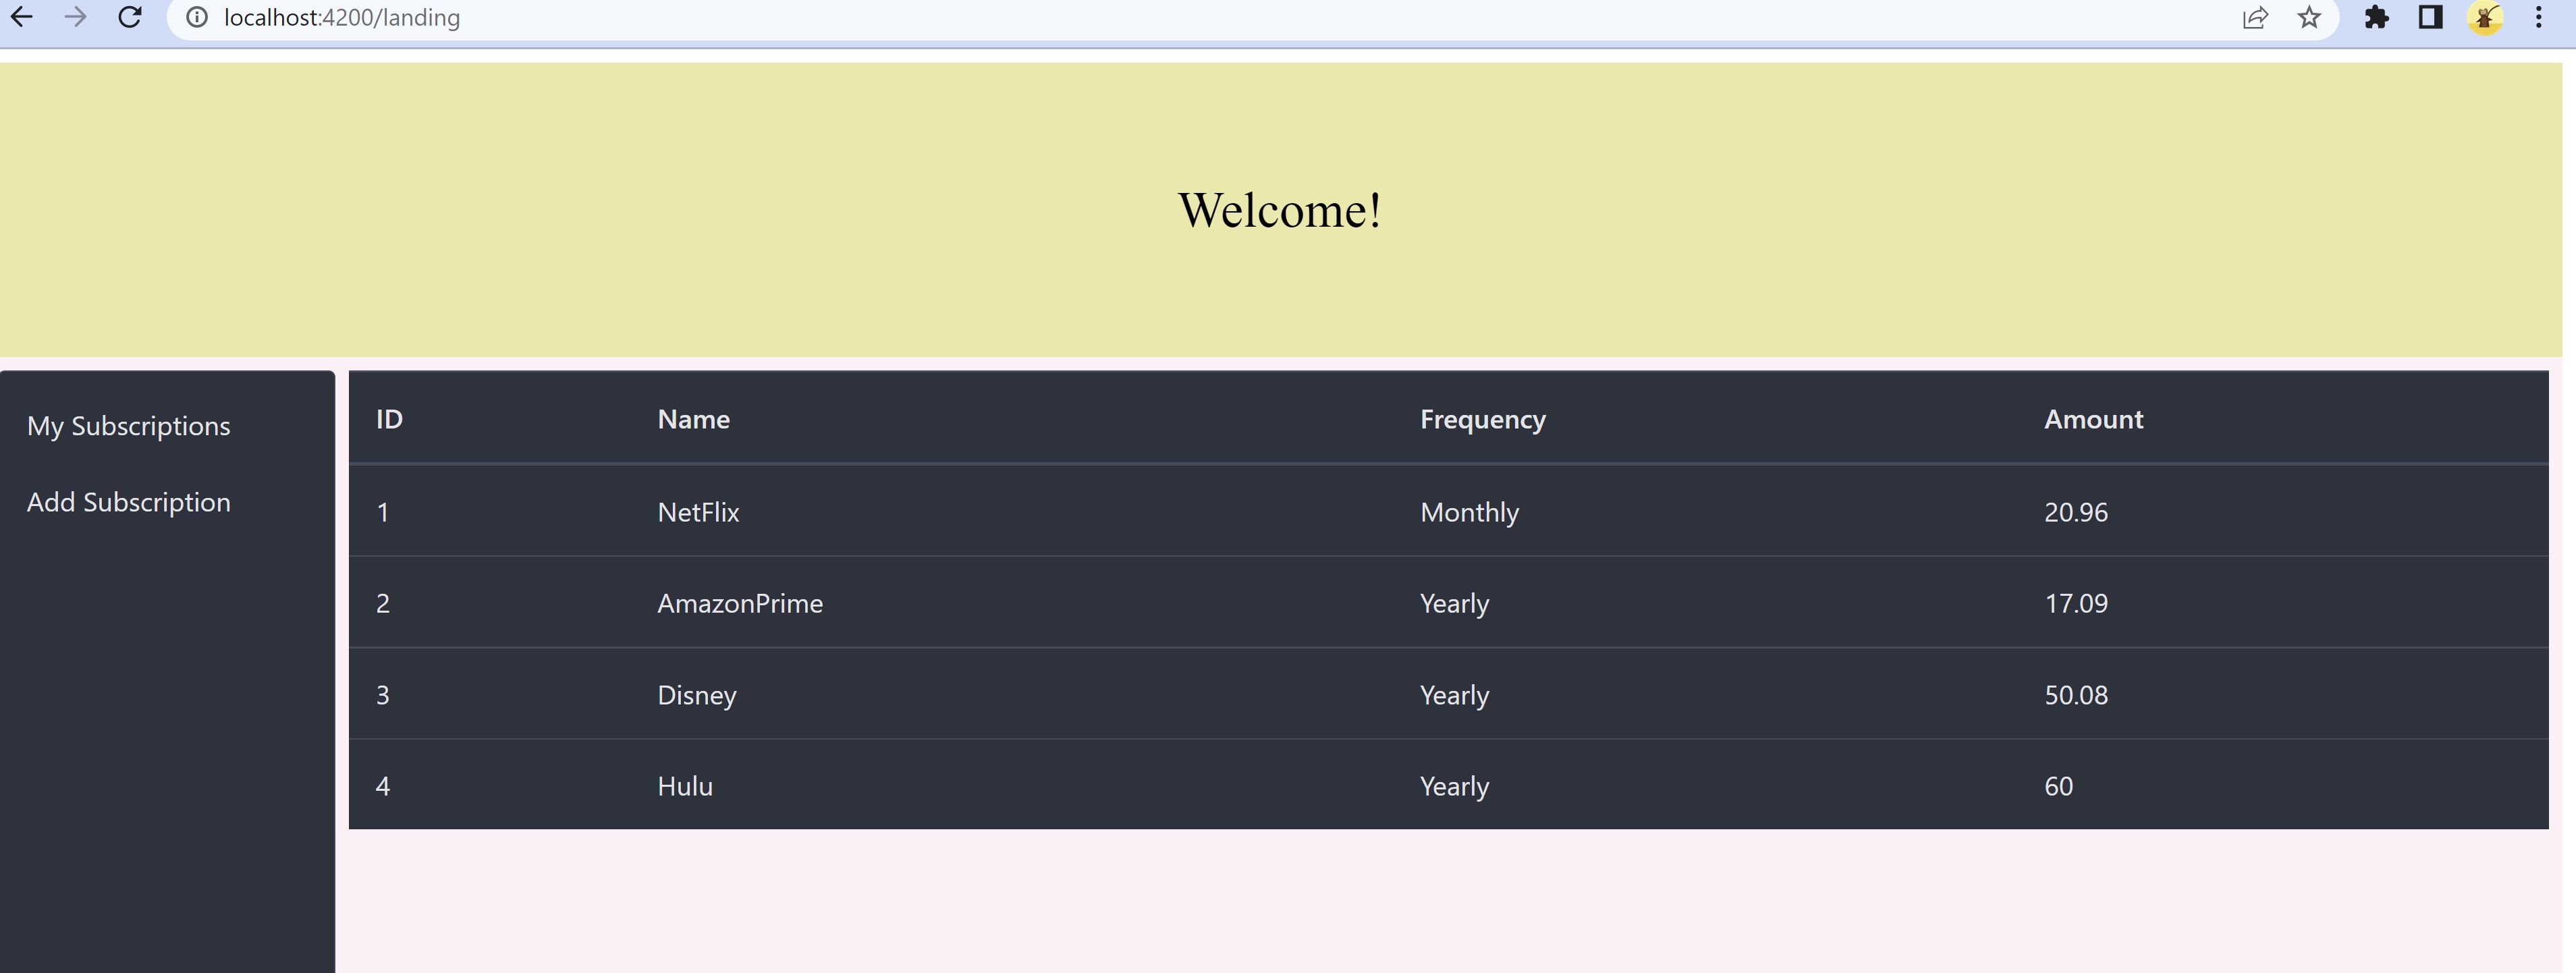 localhost:4200/landing
Welcome!
My Subscriptions
Add Subscription
ID Name Frequency Amount
1 NetFlix Monthly 20.96
2 AmazonPrime Yearly 17.09
3 Disney Yearly 50.08
4 Hulu Yearly 60